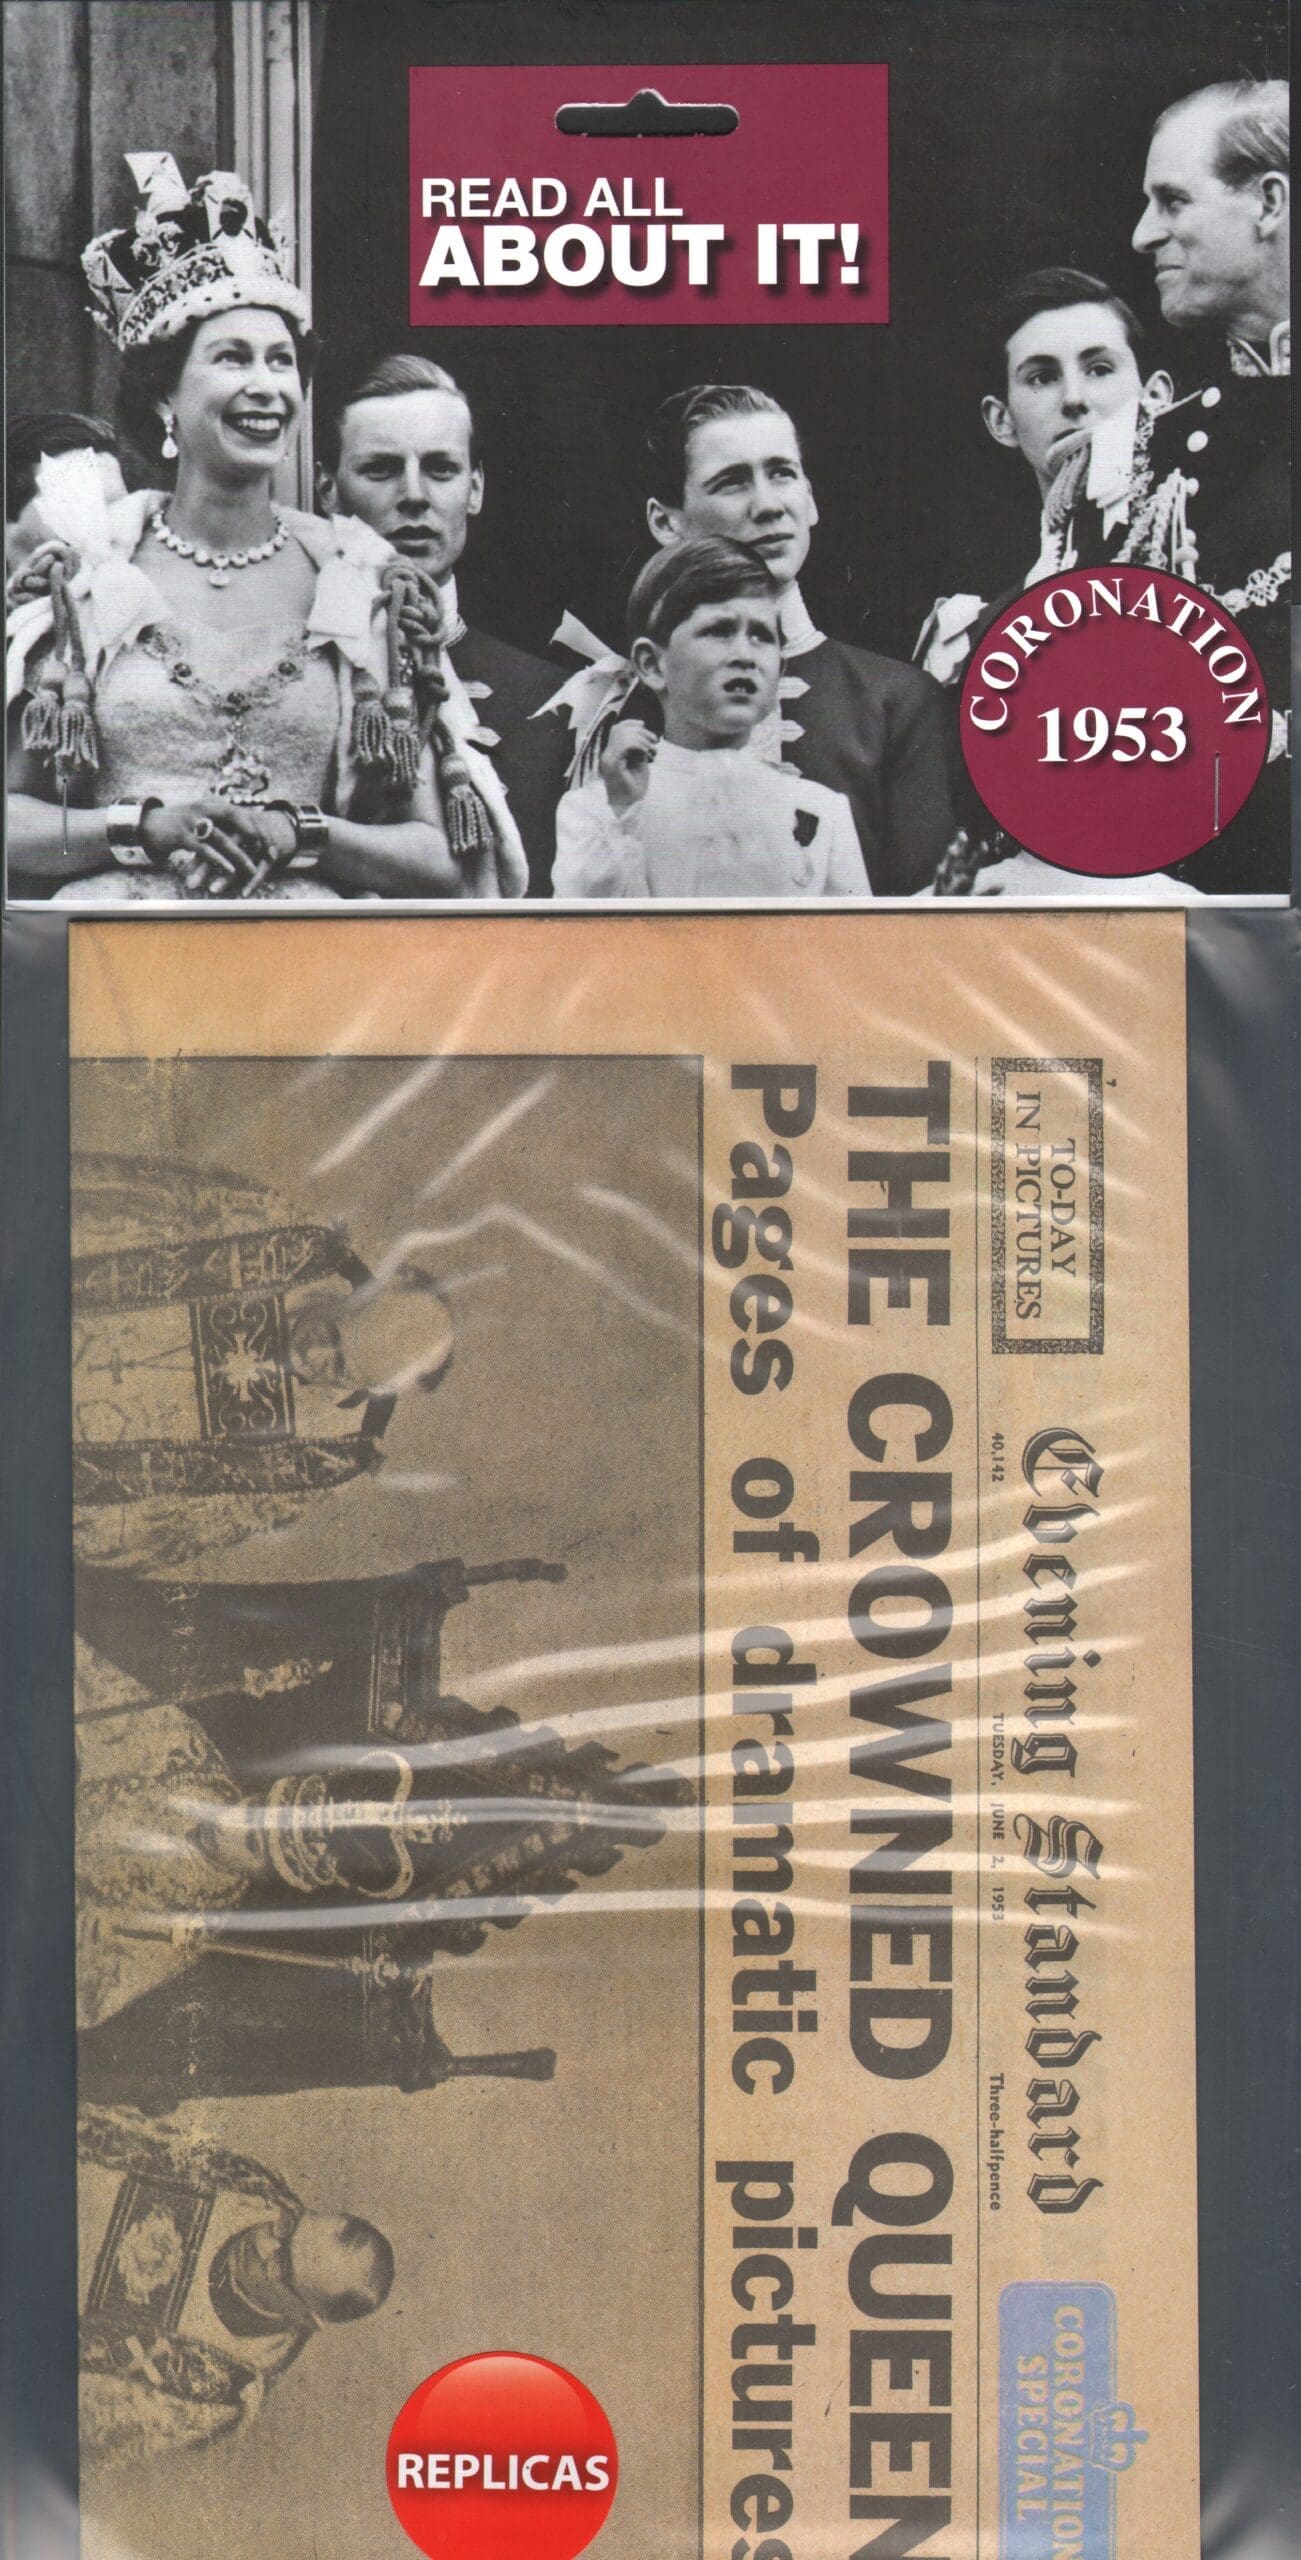 READ ALL
ABOUT IT!
CORONATION
1953
TO-DAY
IN PICTURES
Evening Standard
CORONATION
SPECIAL
40,142
TUESDAY, JUNE 2, 1953
Three-halfpence
THE CROWNED QUEEN
Pages of dramatic pictures
REPLICAS